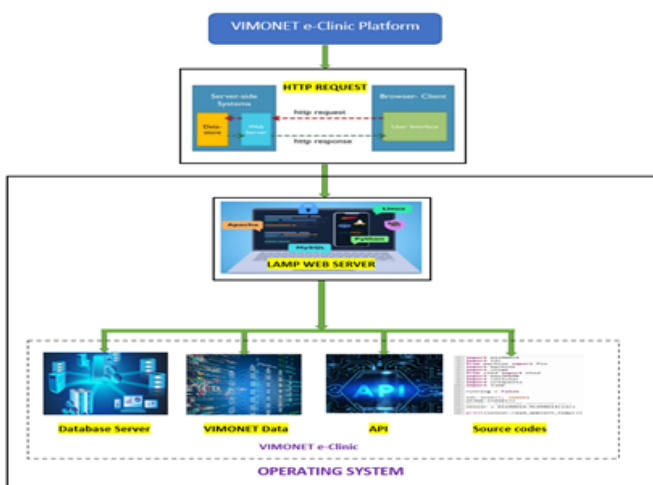 VIMONET e-Clinic Platform
HTTP REQUEST
Server-side
Systems
Browser- Client
http request
Data-
store
Web
Server
User Interface
http response
Linux
Apache
Python
MySQL
LAMP WEB SERVER
API
Database Server
VIMONET Data
API
Source codes
VIMONET e-Clinic
OPERATING SYSTEM